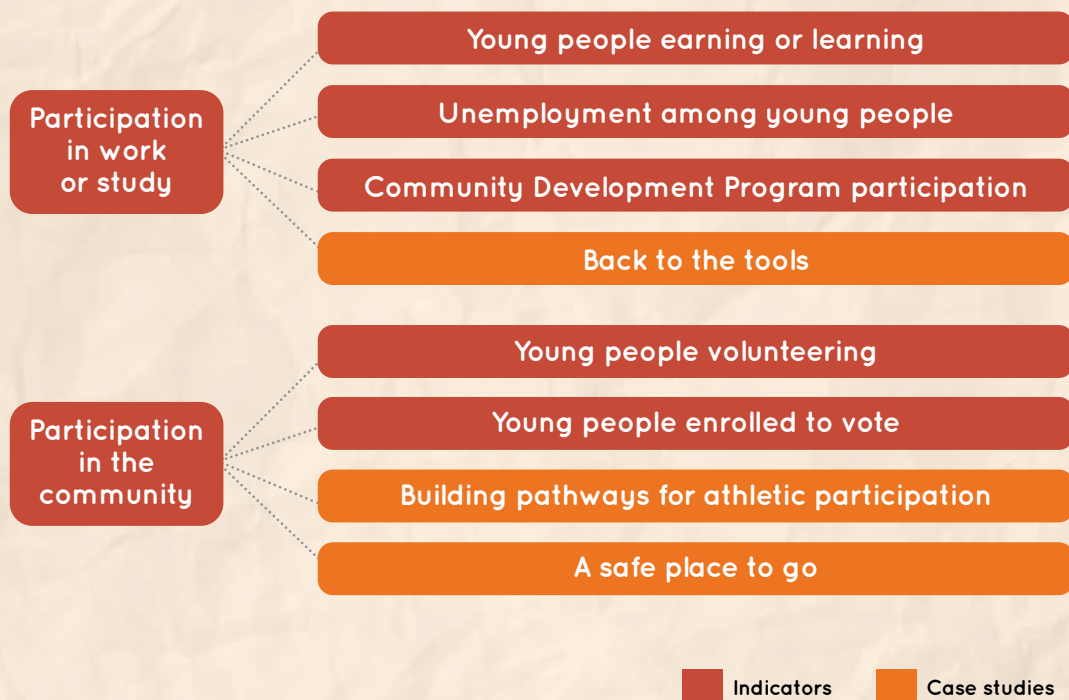 Participation
in work
or study
Young people earning or learning
Unemployment among young people
Community Development Program participation
Back to the tools
Participation
in the
community
Young people volunteering
Young people enrolled to vote
Building pathways for athletic participation
A safe place to go
Indicators
Case studies